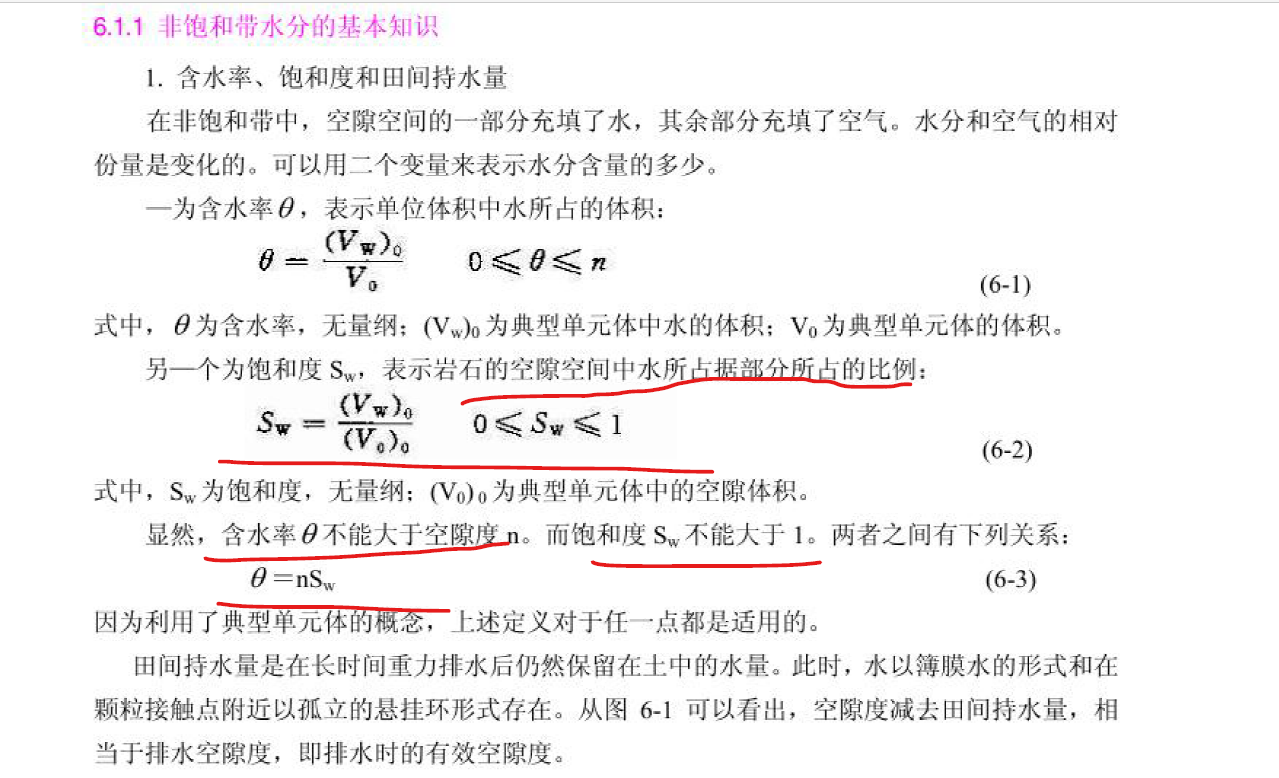 6.1.1 非饱和带水分的基本知识
1. 含水率、饱和度和田间持水量
在非饱和带中，空隙空间的一部分充填了水，其余部分充填了空气。水分和空气的相对
份量是变化的。可以用二个变量来表示水分含量的多少。
一为含水率θ，表示单位体积中水所占的体积：
θ = (V_w)_0 / V_0  0 ≤ θ ≤ n
(6-1)
式中，θ为含水率，无量纲；(V_w)_0 为典型单元体中水的体积；V_0 为典型单元体的体积。
另一个为饱和度 S_w，表示岩石的空隙空间中水所占据部分所占的比例：
S_w = (V_w)_0 / (V_0)_0  0 ≤ S_w ≤ 1
(6-2)
式中，S_w 为饱和度，无量纲；(V_0)_0 为典型单元体中的空隙体积。
显然，含水率θ不能大于空隙度 n。而饱和度 S_w 不能大于 1。两者之间有下列关系：
θ＝nS_w (6-3)
因为利用了典型单元体的概念，上述定义对于任一点都是适用的。
田间持水量是在长时间重力排水后仍然保留在土中的水量。此时，水以簿膜水的形式和在
颗粒接触点附近以孤立的悬挂环形式存在。从图 6-1 可以看出，空隙度减去田间持水量，相
当于排水空隙度，即排水时的有效空隙度。